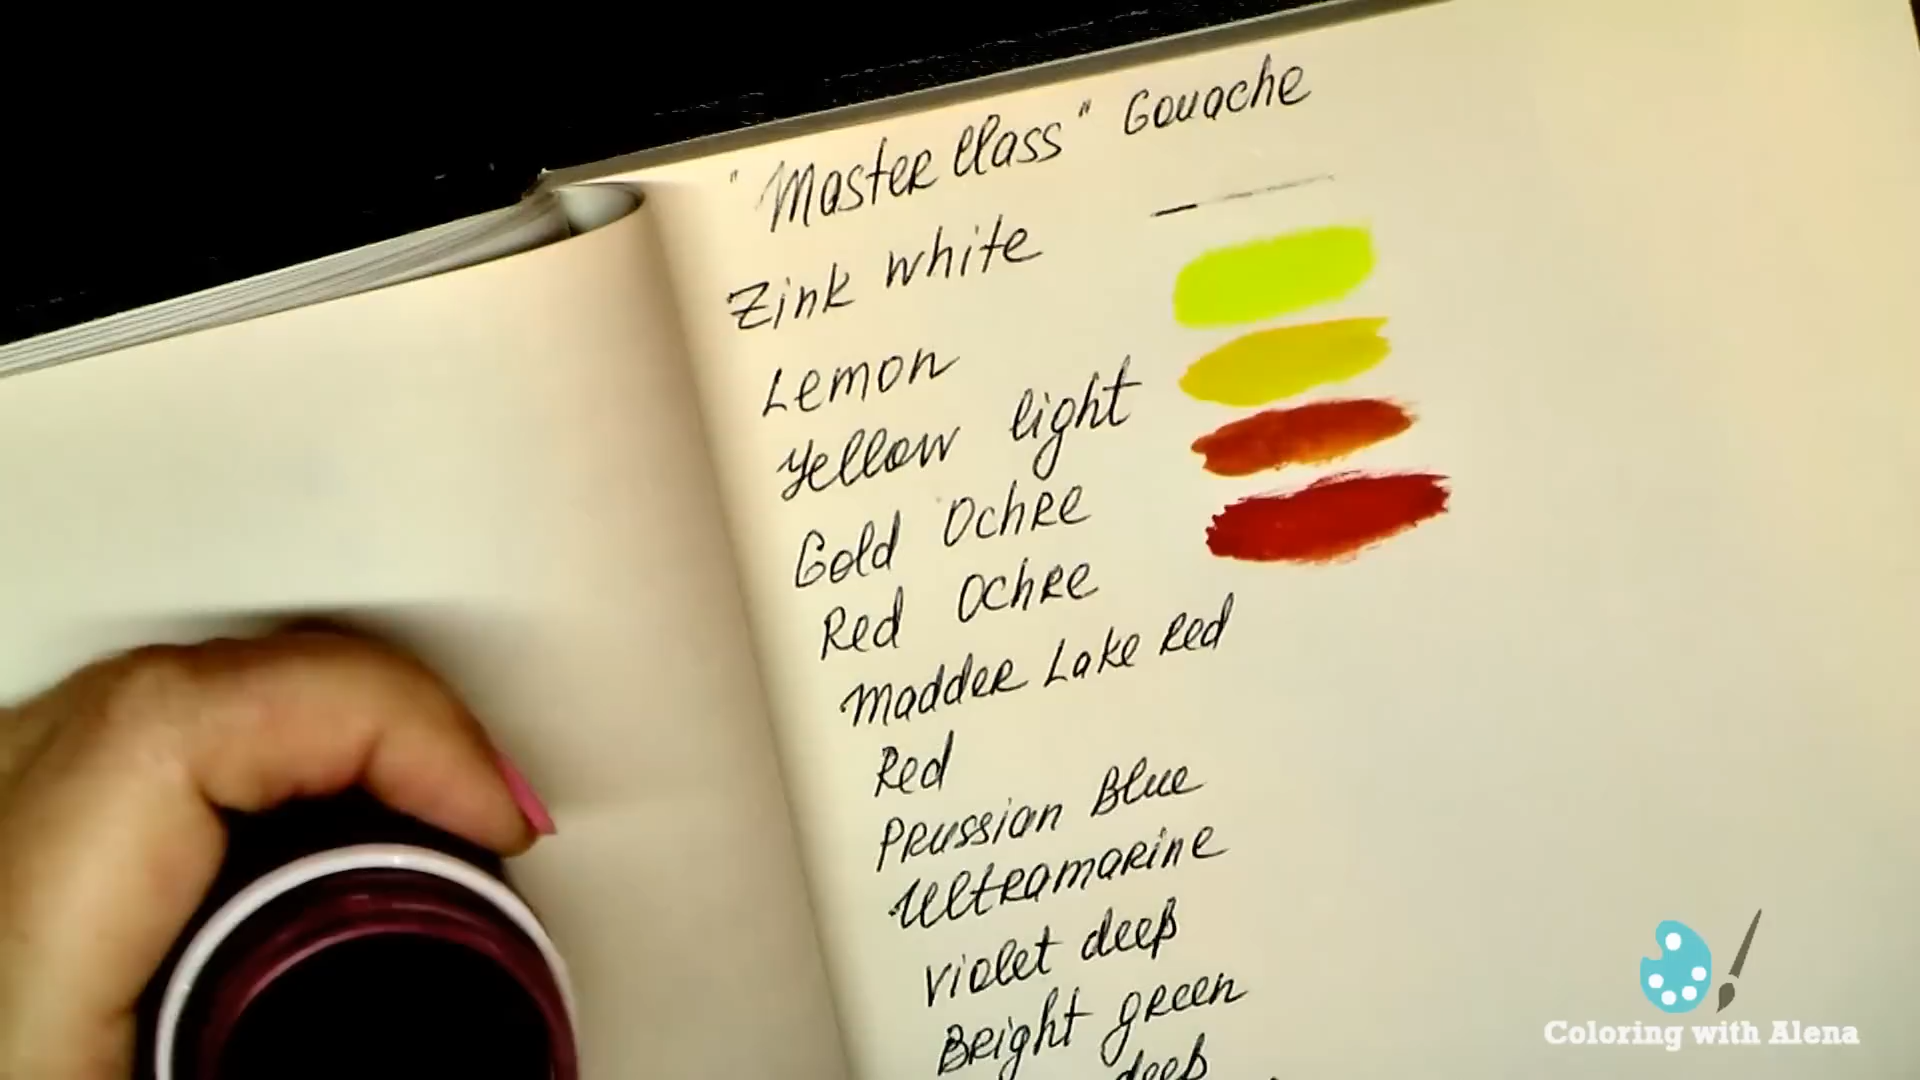 "Master Class" Gouache
Zink white
Lemon
Yellow light
Gold Ochre
Red Ochre
Madder Lake Red
Red
Prussian Blue
Ultramarine
Violet deep
Bright green
deep
Coloring with Alena